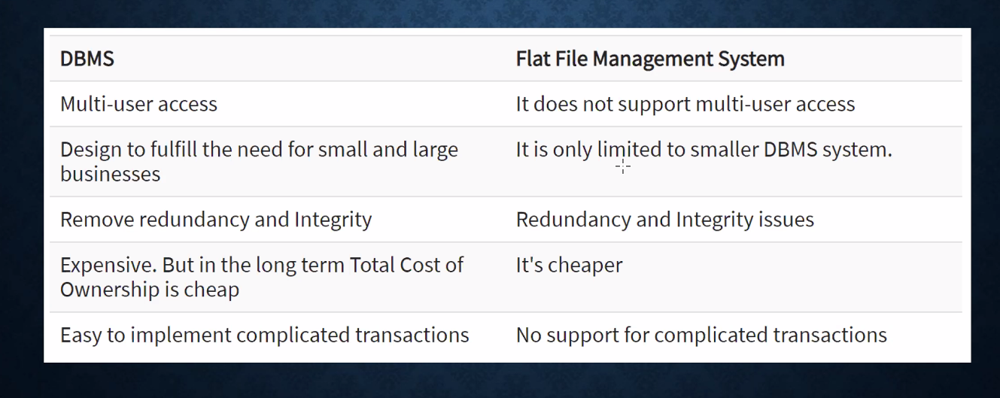 DBMS
Flat File Management System
Multi-user access
It does not support multi-user access
Design to fulfill the need for small and large
businesses
It is only limited to smaller DBMS system.
Remove redundancy and Integrity
Redundancy and Integrity issues
Expensive. But in the long term Total Cost of
Ownership is cheap
It's cheaper
Easy to implement complicated transactions
No support for complicated transactions